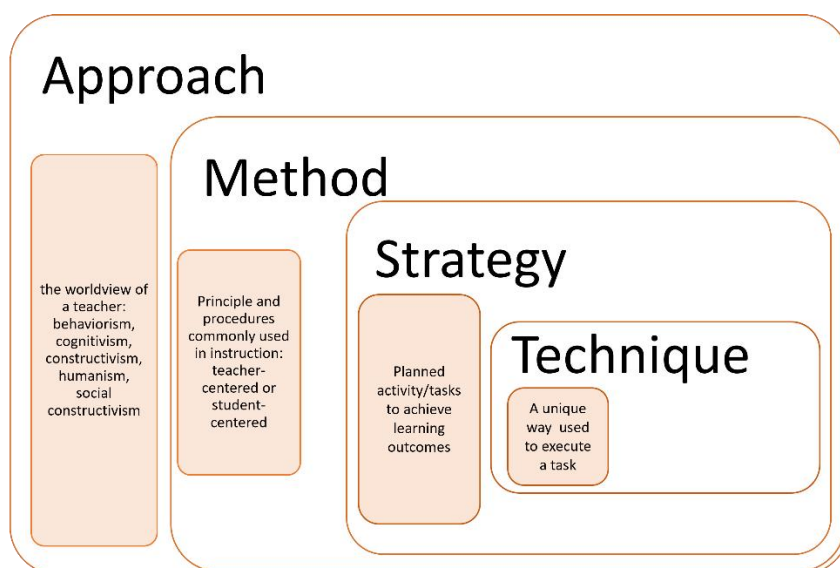 Approach
the worldview of
a teacher:
behaviorism,
cognitivism,
constructivism,
humanism,
social
constructivism
Method
Principle and
procedures
commonly used
in instruction:
teacher-
centered or
student-
centered
Strategy
Planned
activity/tasks
to achieve
learning
outcomes
Technique
A unique
way used
to execute
a task